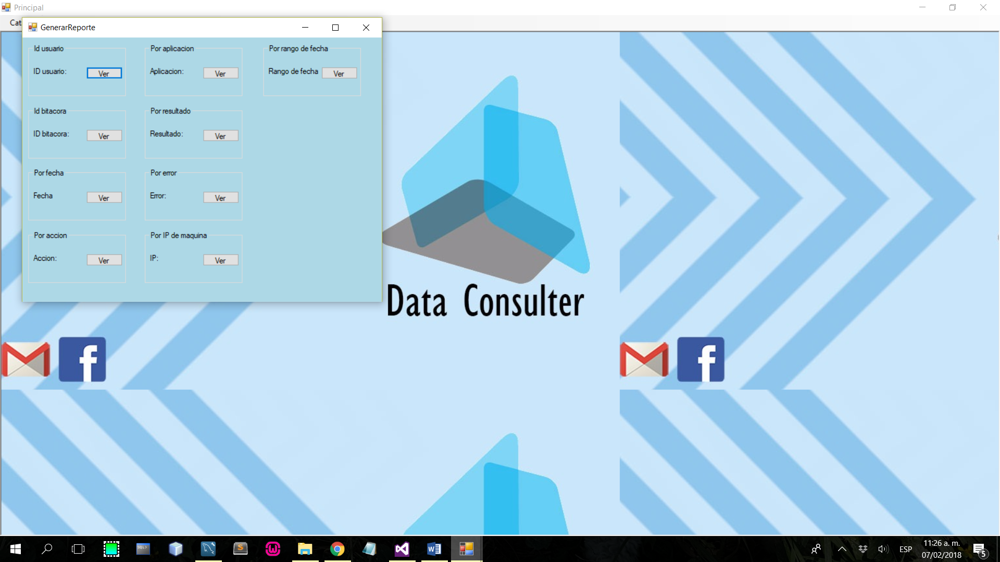 Principal
Cat
GenerarReporte
Id usuario
ID usuario:
Ver
Por aplicacion
Aplicacion:
Ver
Por rango de fecha
Rango de fecha
Ver
Id bitacora
ID bitacora:
Ver
Por resultado
Resultado:
Ver
Por fecha
Fecha
Ver
Por error
Error:
Ver
Por accion
Accion:
Ver
Por IP de maquina
IP:
Ver
Data Consulter
ESP
11:26 a. m.
07/02/2018
5